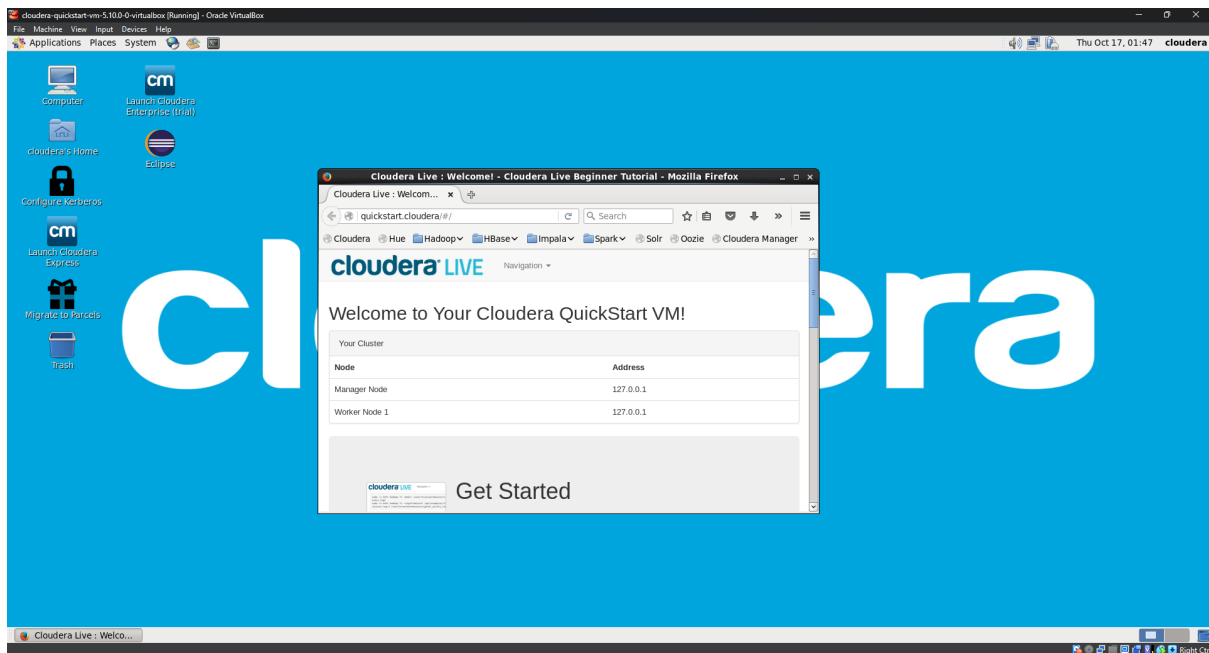 cloudera-quickstart-vm-5.10.0-0-virtualbox [Running] - Oracle VirtualBox
File Machine View Input Devices Help
Applications Places System
Thu Oct 17, 01:47 cloudera
Computer
Launch Cloudera
Enterprise (trial)
cloudera's Home
Eclipse
Configure Kerberos
Launch Cloudera
Express
Migrate to Parcels
Trash
cl
era
Cloudera Live : Welcome! - Cloudera Live Beginner Tutorial - Mozilla Firefox
Cloudera Live : Welcom...
quickstart.cloudera/#/
Search
Cloudera Hue Hadoop HBase Impala Spark Solr Oozie Cloudera Manager
cloudera LIVE Navigation
Welcome to Your Cloudera QuickStart VM!
Your Cluster
Node Address
Manager Node 127.0.0.1
Worker Node 1 127.0.0.1
cloudera LIVE
Get Started
Cloudera Live : Welco...
Right Ctr